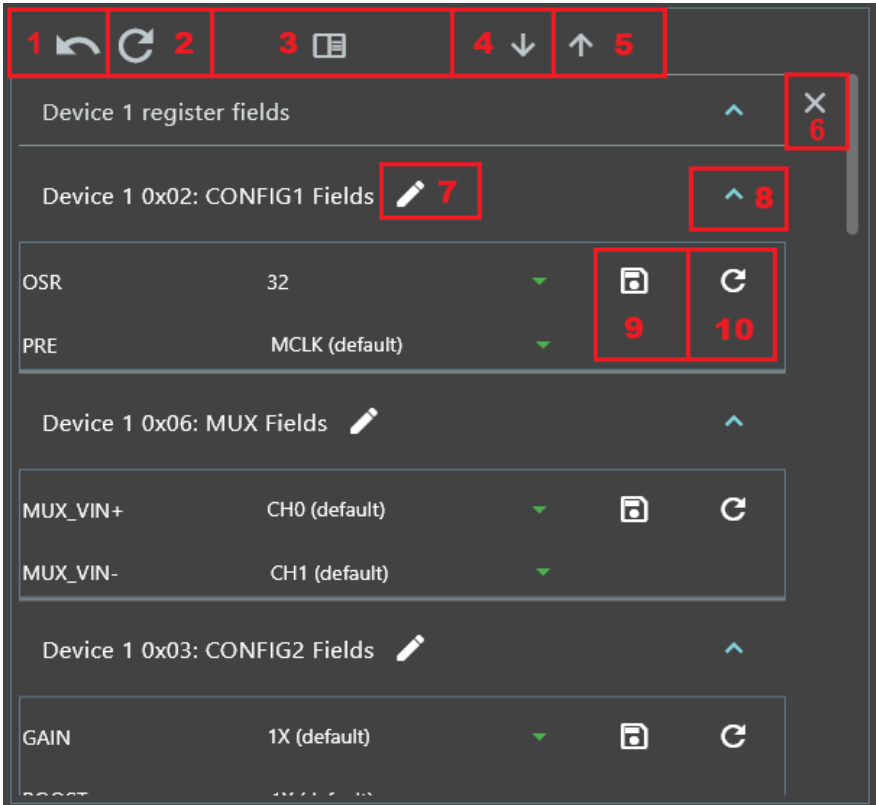 1 2 3 4 5
Device 1 register fields
6
Device 1 0x02: CONFIG1 Fields 7 8
OSR 32
9 10
PRE MCLK (default)
Device 1 0x06: MUX Fields
MUX_VIN+ CH0 (default)
MUX_VIN- CH1 (default)
Device 1 0x03: CONFIG2 Fields
GAIN 1X (default)